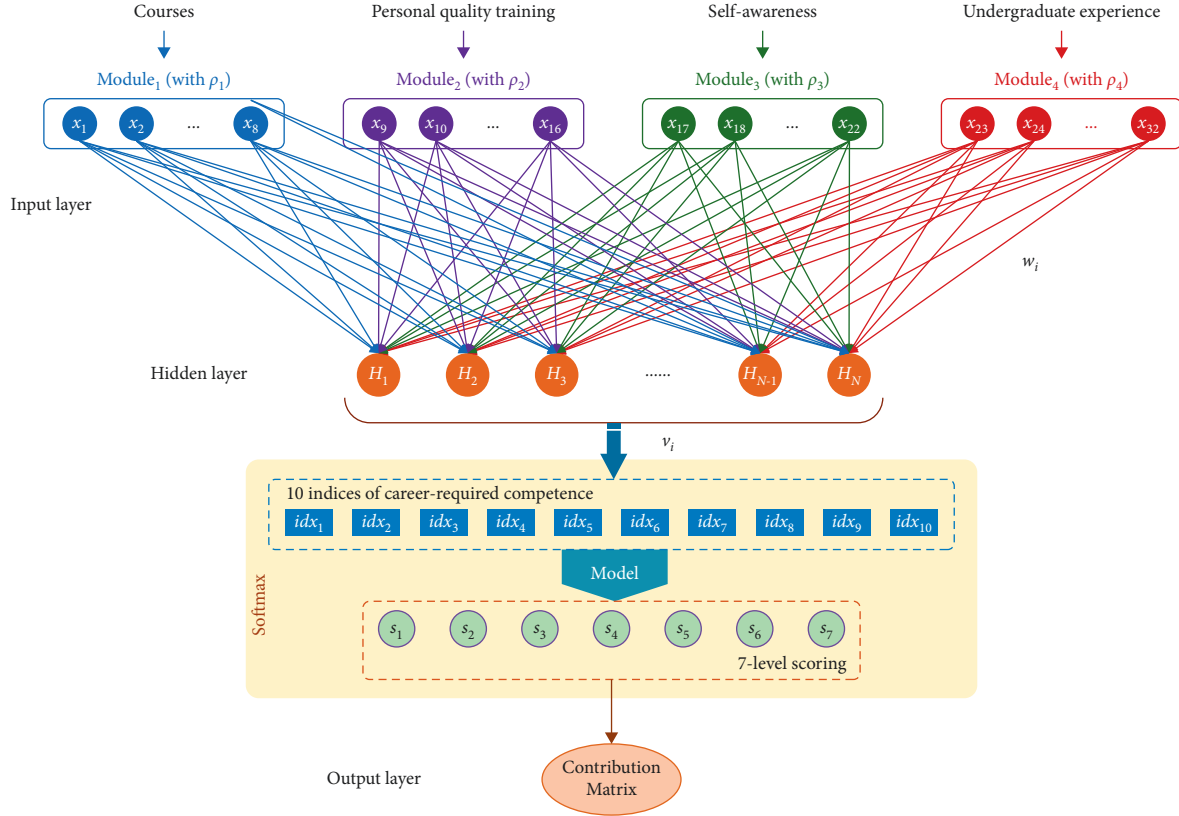 Courses Personal quality training Self-awareness Undergraduate experience
Module₁ (with ρ₁) Module₂ (with ρ₂) Module₃ (with ρ₃) Module₄ (with ρ₄)
x₁ x₂ ... x₈ x₉ x₁₀ ... x₁₆ x₁₇ x₁₈ ... x₂₂ x₂₃ x₂₄ ... x₃₂
Input layer
wᵢ
Hidden layer H₁ H₂ H₃ ...... H_{N-1} H_N
vᵢ
10 indices of career-required competence
idx₁ idx₂ idx₃ idx₄ idx₅ idx₆ idx₇ idx₈ idx₉ idx₁₀
Model
Softmax
s₁ s₂ s₃ s₄ s₅ s₆ s₇
7-level scoring
Output layer
Contribution
Matrix